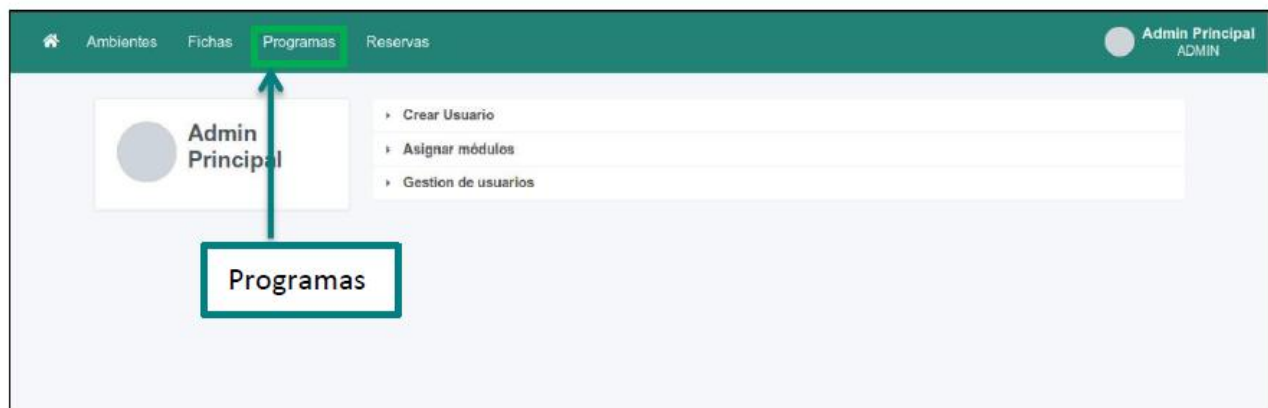 Ambientes Fichas Programas Reservas
Admin Principal
ADMIN
Admin
Principal
Crear Usuario
Asignar módulos
Gestion de usuarios
Programas